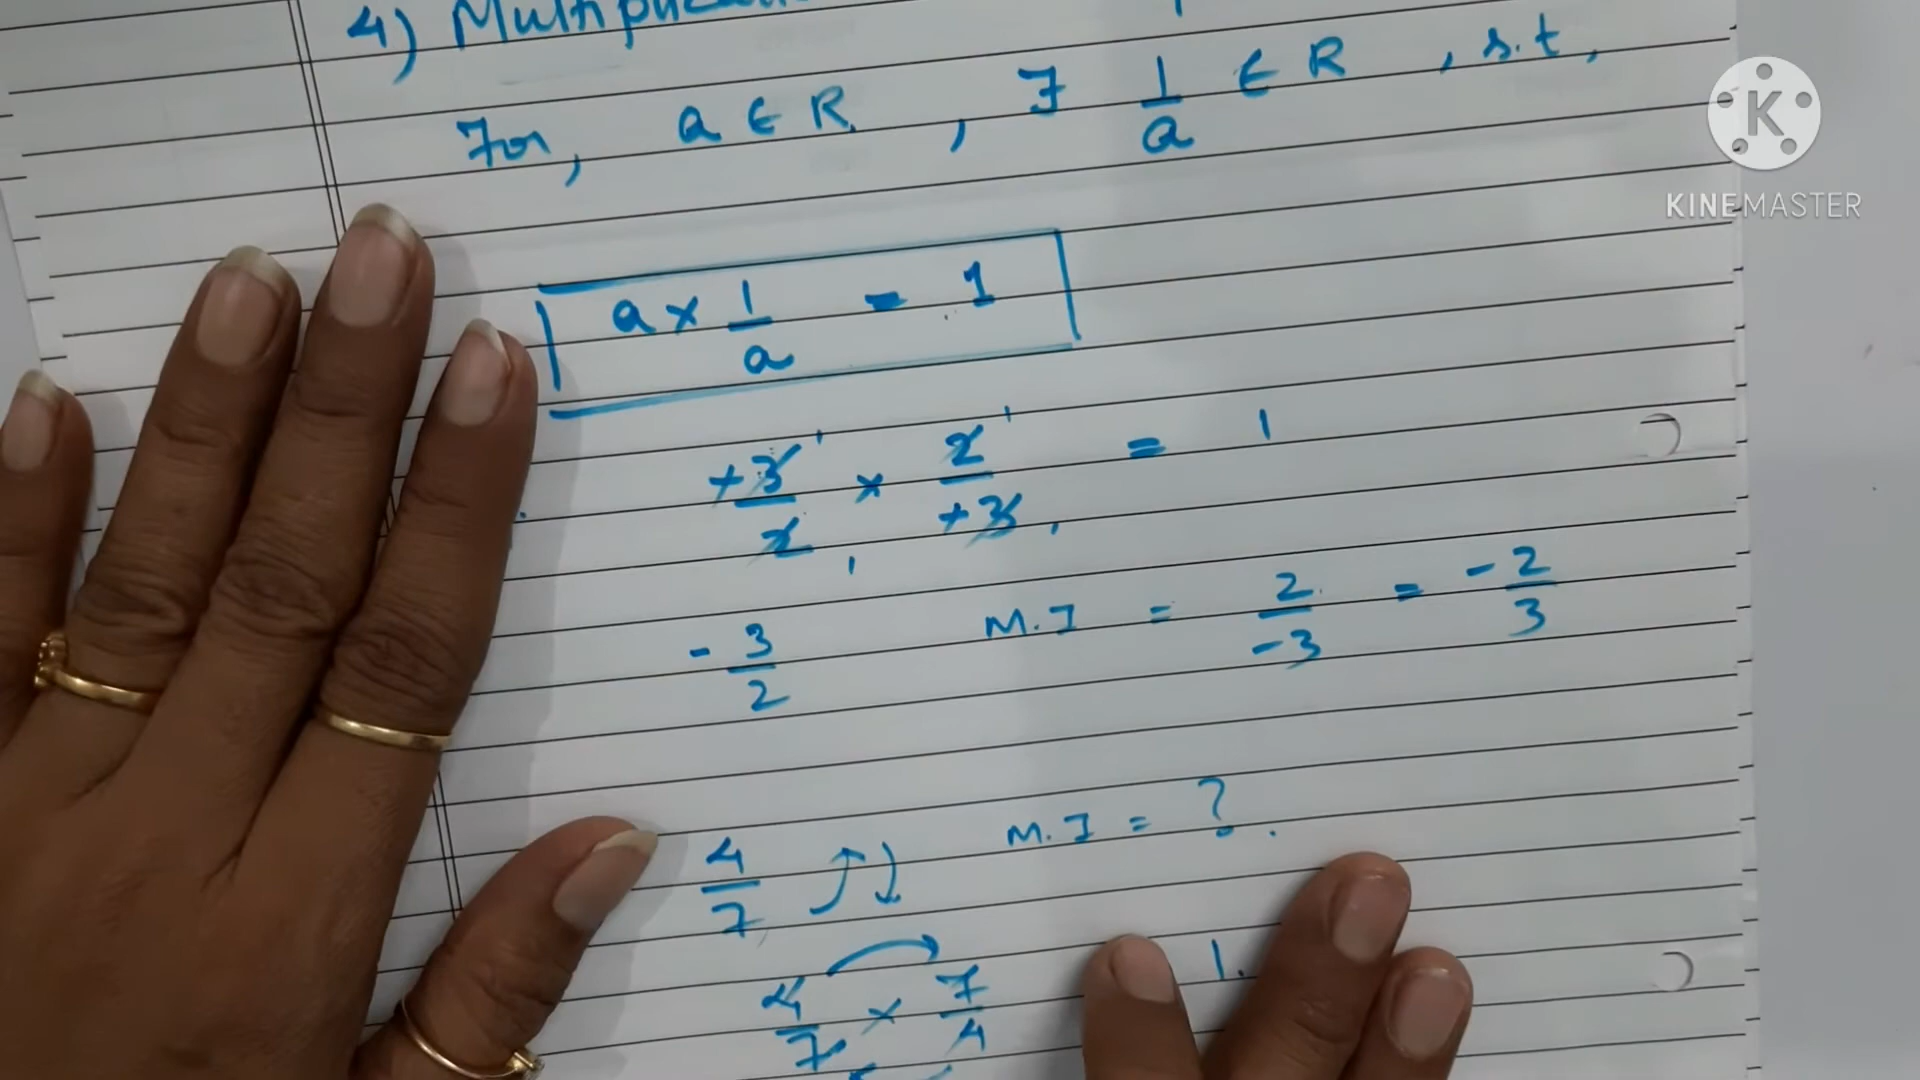 4)
For, a ∈ R, ∃ 1/a ∈ R, s.t,
a × 1/a = 1
+3/2 × 2/+3 = 1
- 3/2 M.I = 2/-3 = -2/3
4/7 M.I = ?.
4/7 × 7/4 1.
K
KINEMASTER